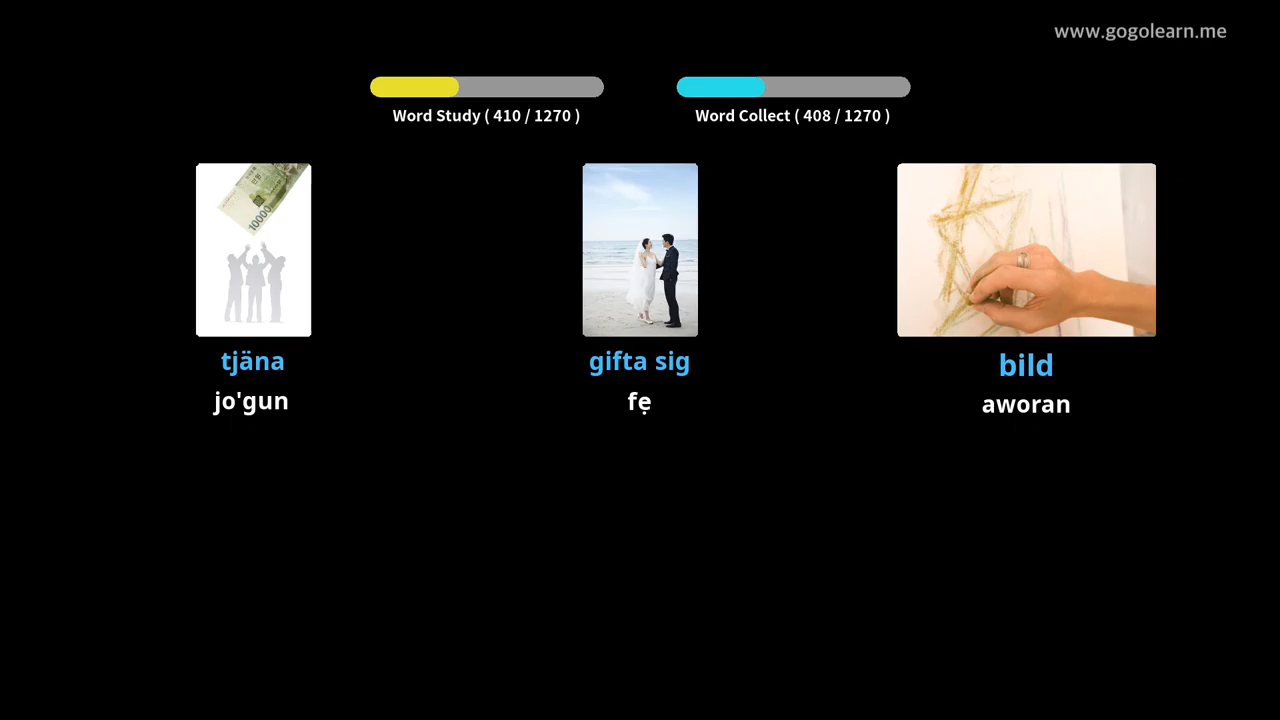 www.gogolearn.me
Word Study ( 410 / 1270 )
Word Collect ( 408 / 1270 )
10000
tjäna
gifta sig
bild
jo'gun
fẹ
aworan